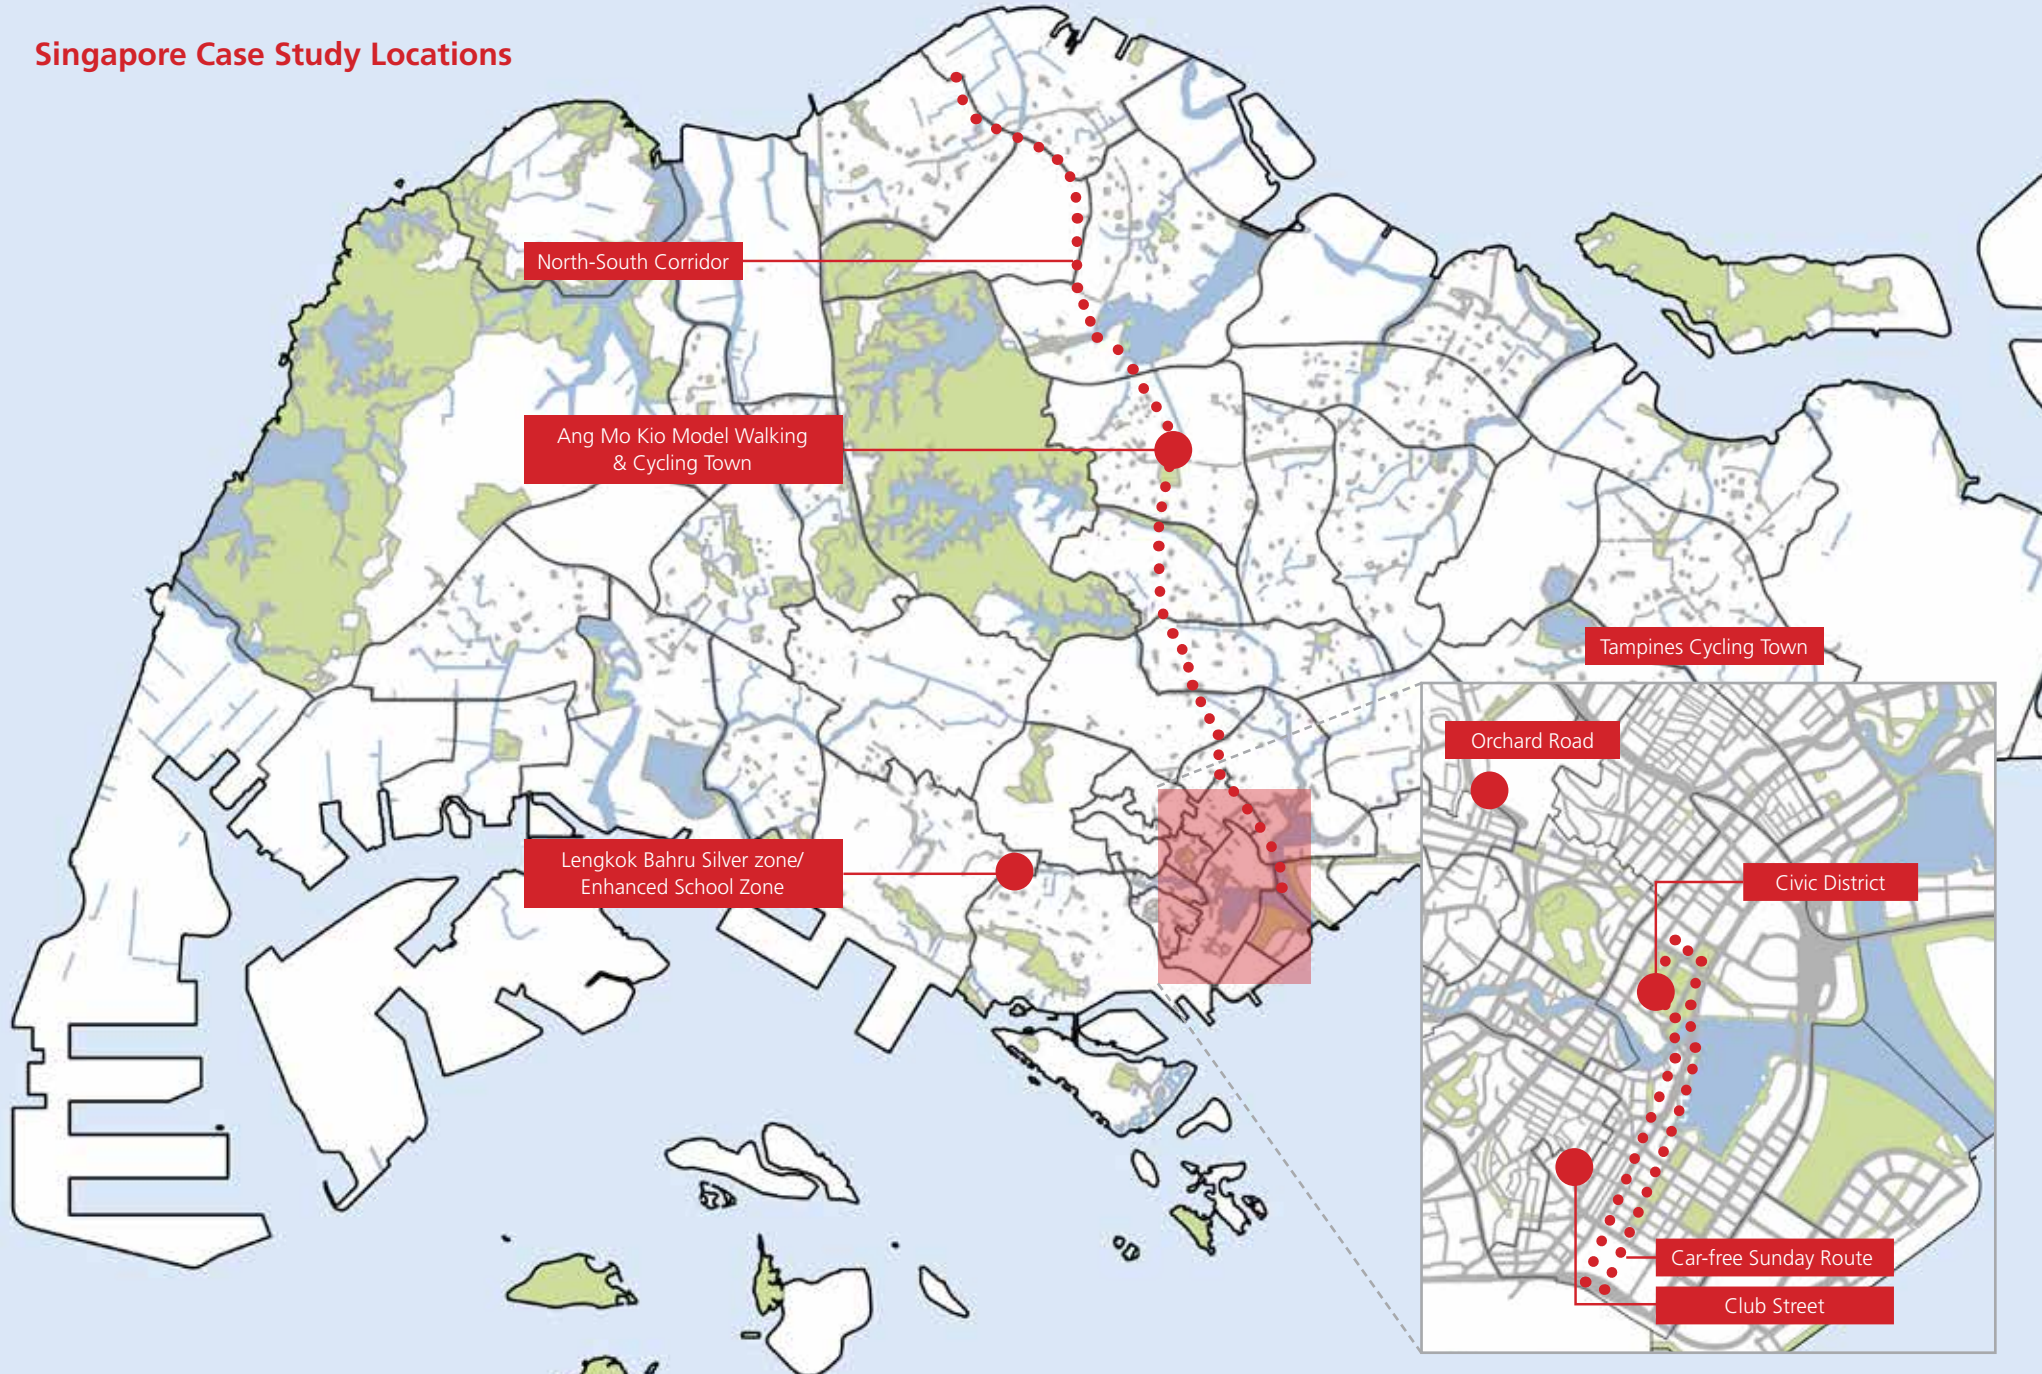 Singapore Case Study Locations
North-South Corridor
Ang Mo Kio Model Walking
& Cycling Town
Tampines Cycling Town
Orchard Road
Lengkok Bahru Silver zone/
Enhanced School Zone
Civic District
Car-free Sunday Route
Club Street